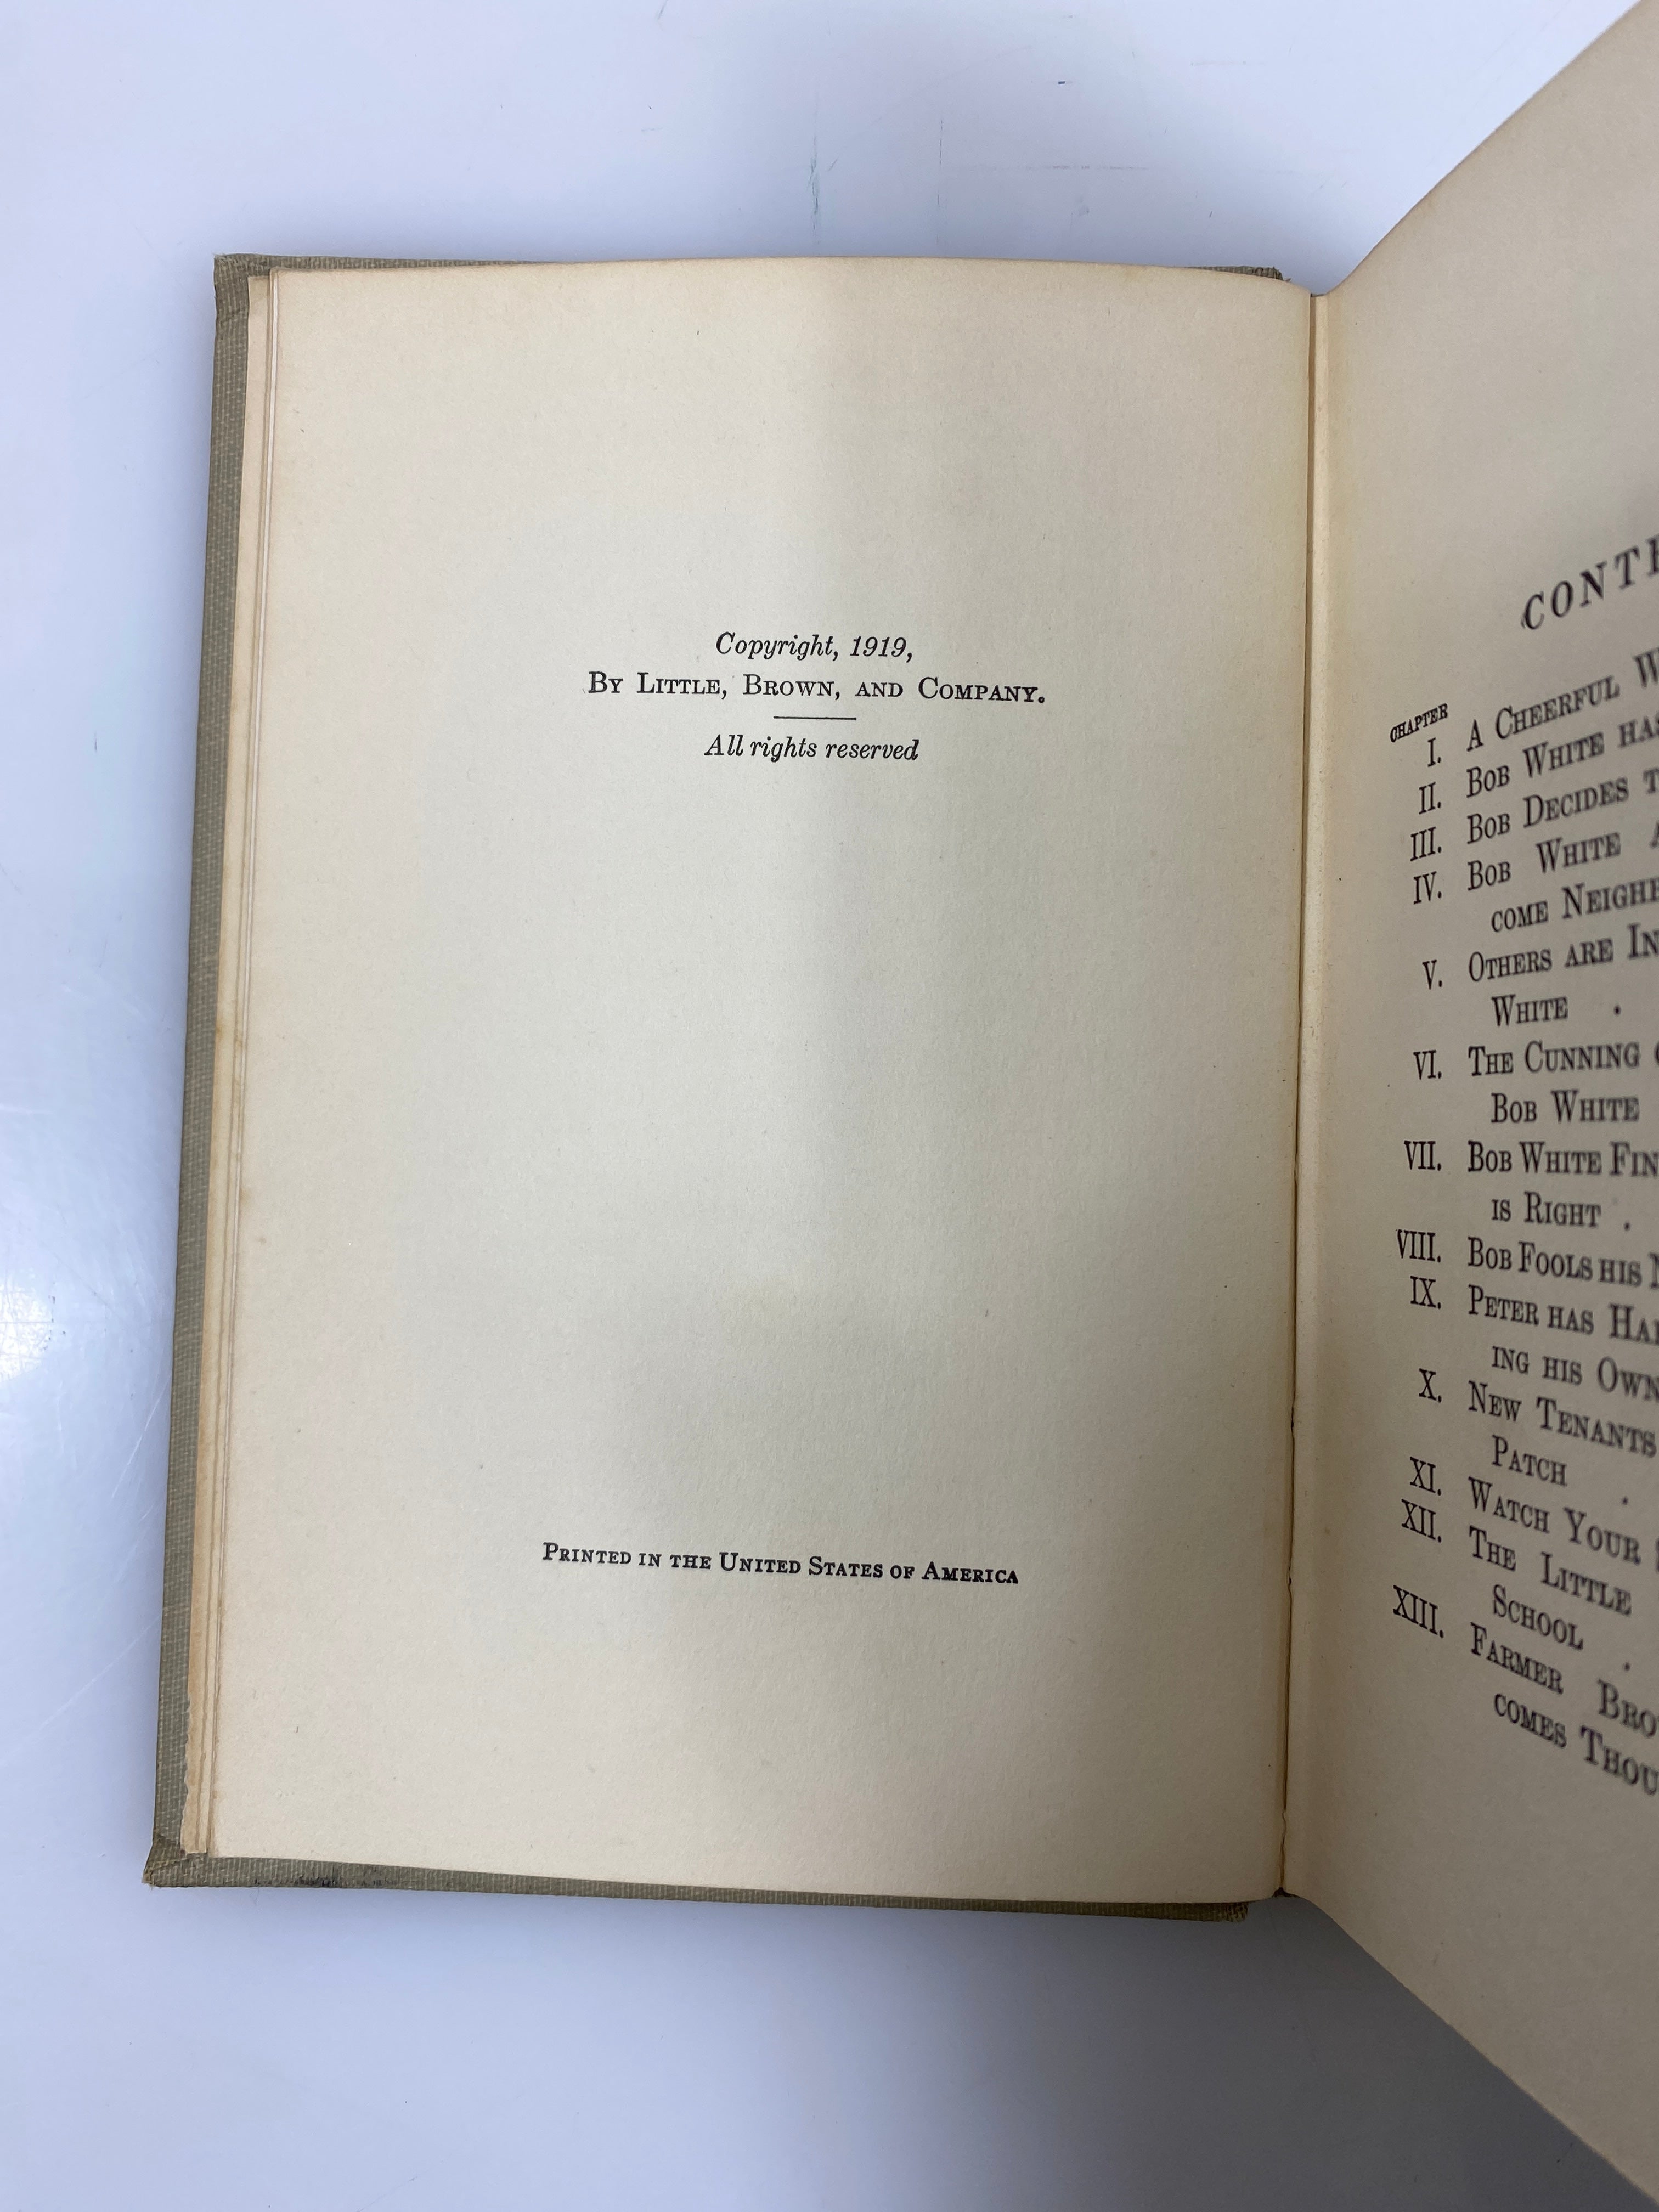 Copyright, 1919,
By Little, Brown, and Company.
All rights reserved
Printed in the United States of America
CHAPTER
I. A Cheerful
II. Bob White has
III. Bob Decides
IV. Bob White
come
V. Others are
White .
VI. The Cunning
Bob White
VII. Bob White
is Right .
VIII. Bob Fools his
IX. Peter has
ing his Own
X. New Tenants
Patch .
XI. Watch Your
XII. The Little
School .
XIII. Farmer
comes